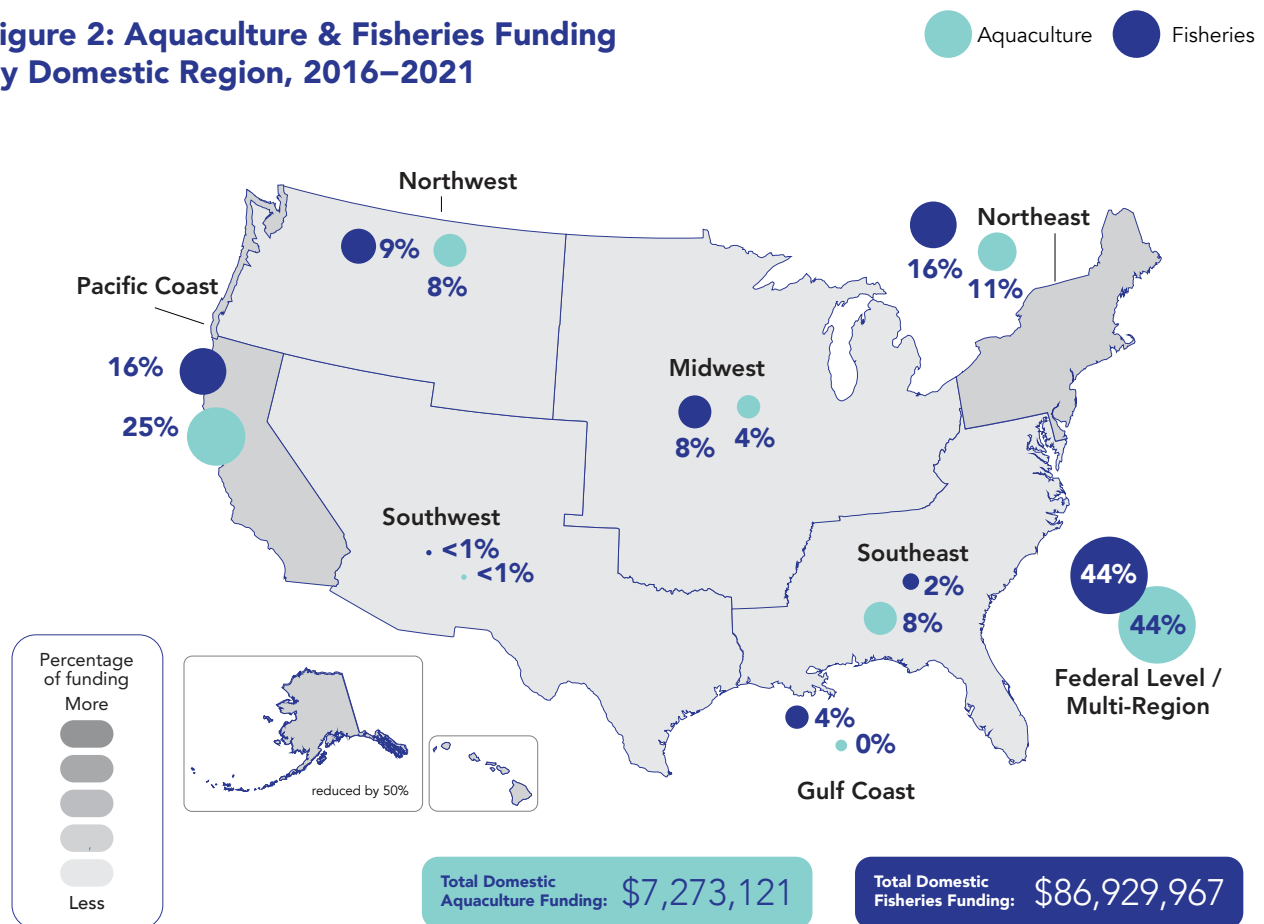 igure 2: Aquaculture & Fisheries Funding
y Domestic Region, 2016–2021
Aquaculture
Fisheries
Northwest
9%
8%
Northeast
16%
11%
Pacific Coast
16%
25%
Midwest
8%
4%
Southwest
<1%
<1%
Southeast
2%
8%
44%
44%
Federal Level /
Multi-Region
4%
0%
Gulf Coast
Percentage
of funding
More
Less
reduced by 50%
Total Domestic
Aquaculture Funding:
$7,273,121
Total Domestic
Fisheries Funding:
$86,929,967